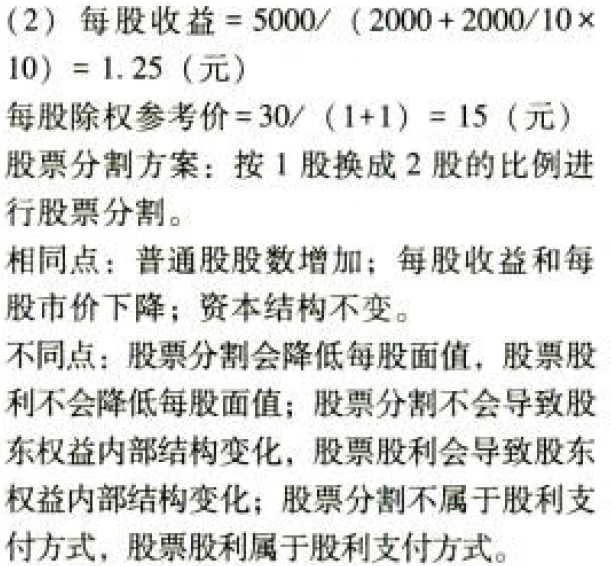 (2) 每股收益 = 5000/ (2000 + 2000/10 ×
10) = 1. 25 (元)
每股除权参考价 = 30/ (1+1) = 15 (元)
股票分割方案：按 1 股换成 2 股的比例进
行股票分割。
相同点：普通股股数增加；每股收益和每
股市价下降；资本结构不变。
不同点：股票分割会降低每股面值，股票股
利不会降低每股面值；股票分割不会导致股
东权益内部结构变化，股票股利会导致股东
权益内部结构变化；股票分割不属于股利支
付方式，股票股利属于股利支付方式。